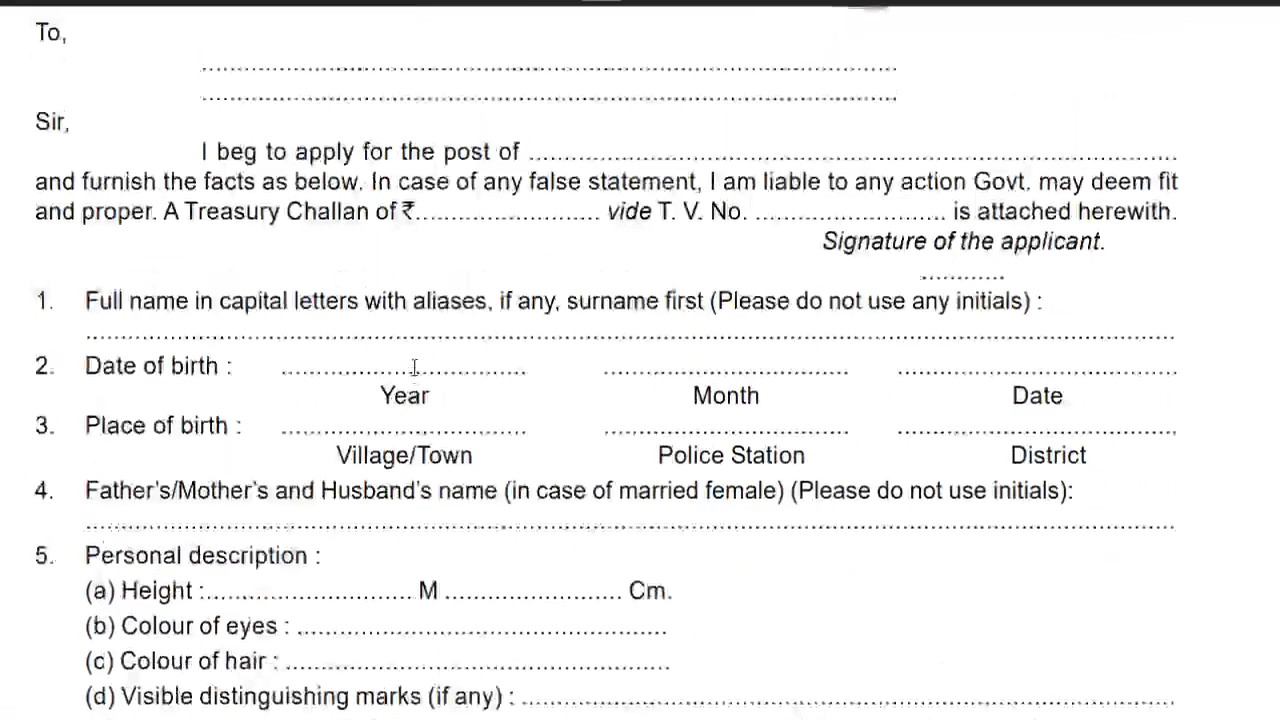 To,
................................................................................................
................................................................................................
Sir,
I beg to apply for the post of ..........................................................................................
and furnish the facts as below. In case of any false statement, I am liable to any action Govt. may deem fit
and proper. A Treasury Challan of ₹.......................... vide T. V. No. .......................... is attached herewith.
Signature of the applicant.
............
1. Full name in capital letters with aliases, if any, surname first (Please do not use any initials) :
......................................................................................................................................................
2. Date of birth : .................................. .................................. ......................................
Year Month Date
3. Place of birth : .................................. .................................. ......................................
Village/Town Police Station District
4. Father's/Mother's and Husband's name (in case of married female) (Please do not use initials):
......................................................................................................................................................
5. Personal description :
(a) Height :............................. M ......................... Cm.
(b) Colour of eyes : ...................................................
(c) Colour of hair : .....................................................
(d) Visible distinguishing marks (if any) : ..........................................................................................